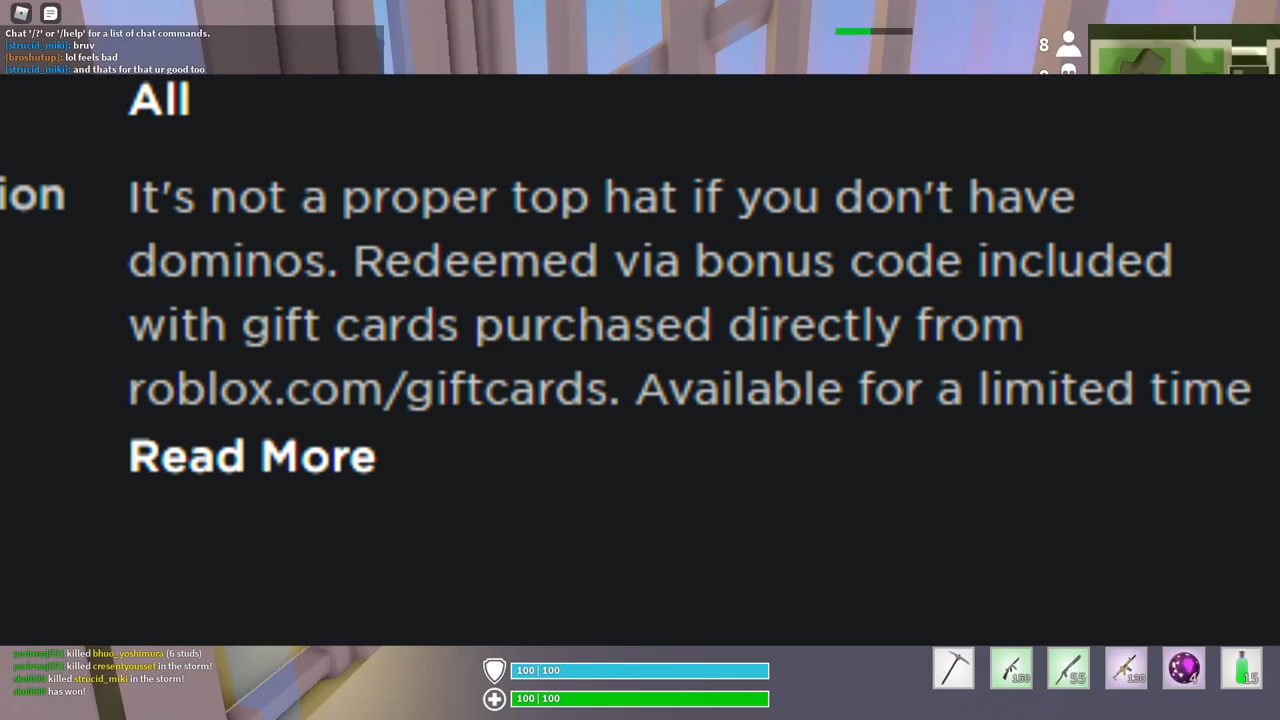 Chat '/?' or '/help' for a list of chat commands.
[strucid_miki]: bruv
[broshutup]: lol feels bad
[strucid_miki]: and thats for that ur good too
8
All
ion
It's not a proper top hat if you don't have
dominos. Redeemed via bonus code included
with gift cards purchased directly from
roblox.com/giftcards. Available for a limited time
Read More
killed bhuo_yoshimura (6 studs)
killed cresentyoussef in the storm!
killed strucid_miki in the storm!
has won!
100 | 100
100 | 100
150
55
130
4
15